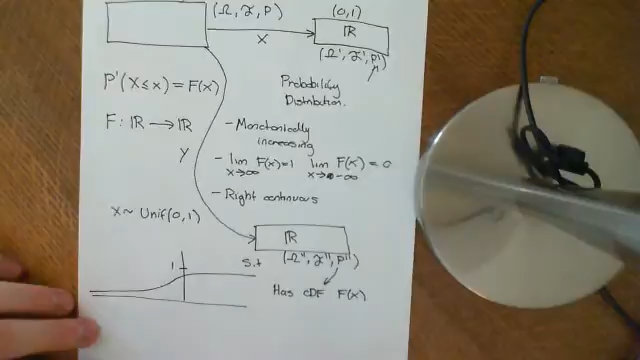 (Ω, F, P)
(0,1)
X
ℝ
(Ω', F', P')
P'(X ≤ x) = F(x)
Probability
Distribution.
F : ℝ → ℝ
- Monotonically
increasing
Y
- lim F(x) = 1 lim F(x) = 0
x→∞ x→-∞
- Right continuous
X ~ Unif(0,1)
ℝ
s.t (Ω'', F'', P'')
1
Has CDF F(x)